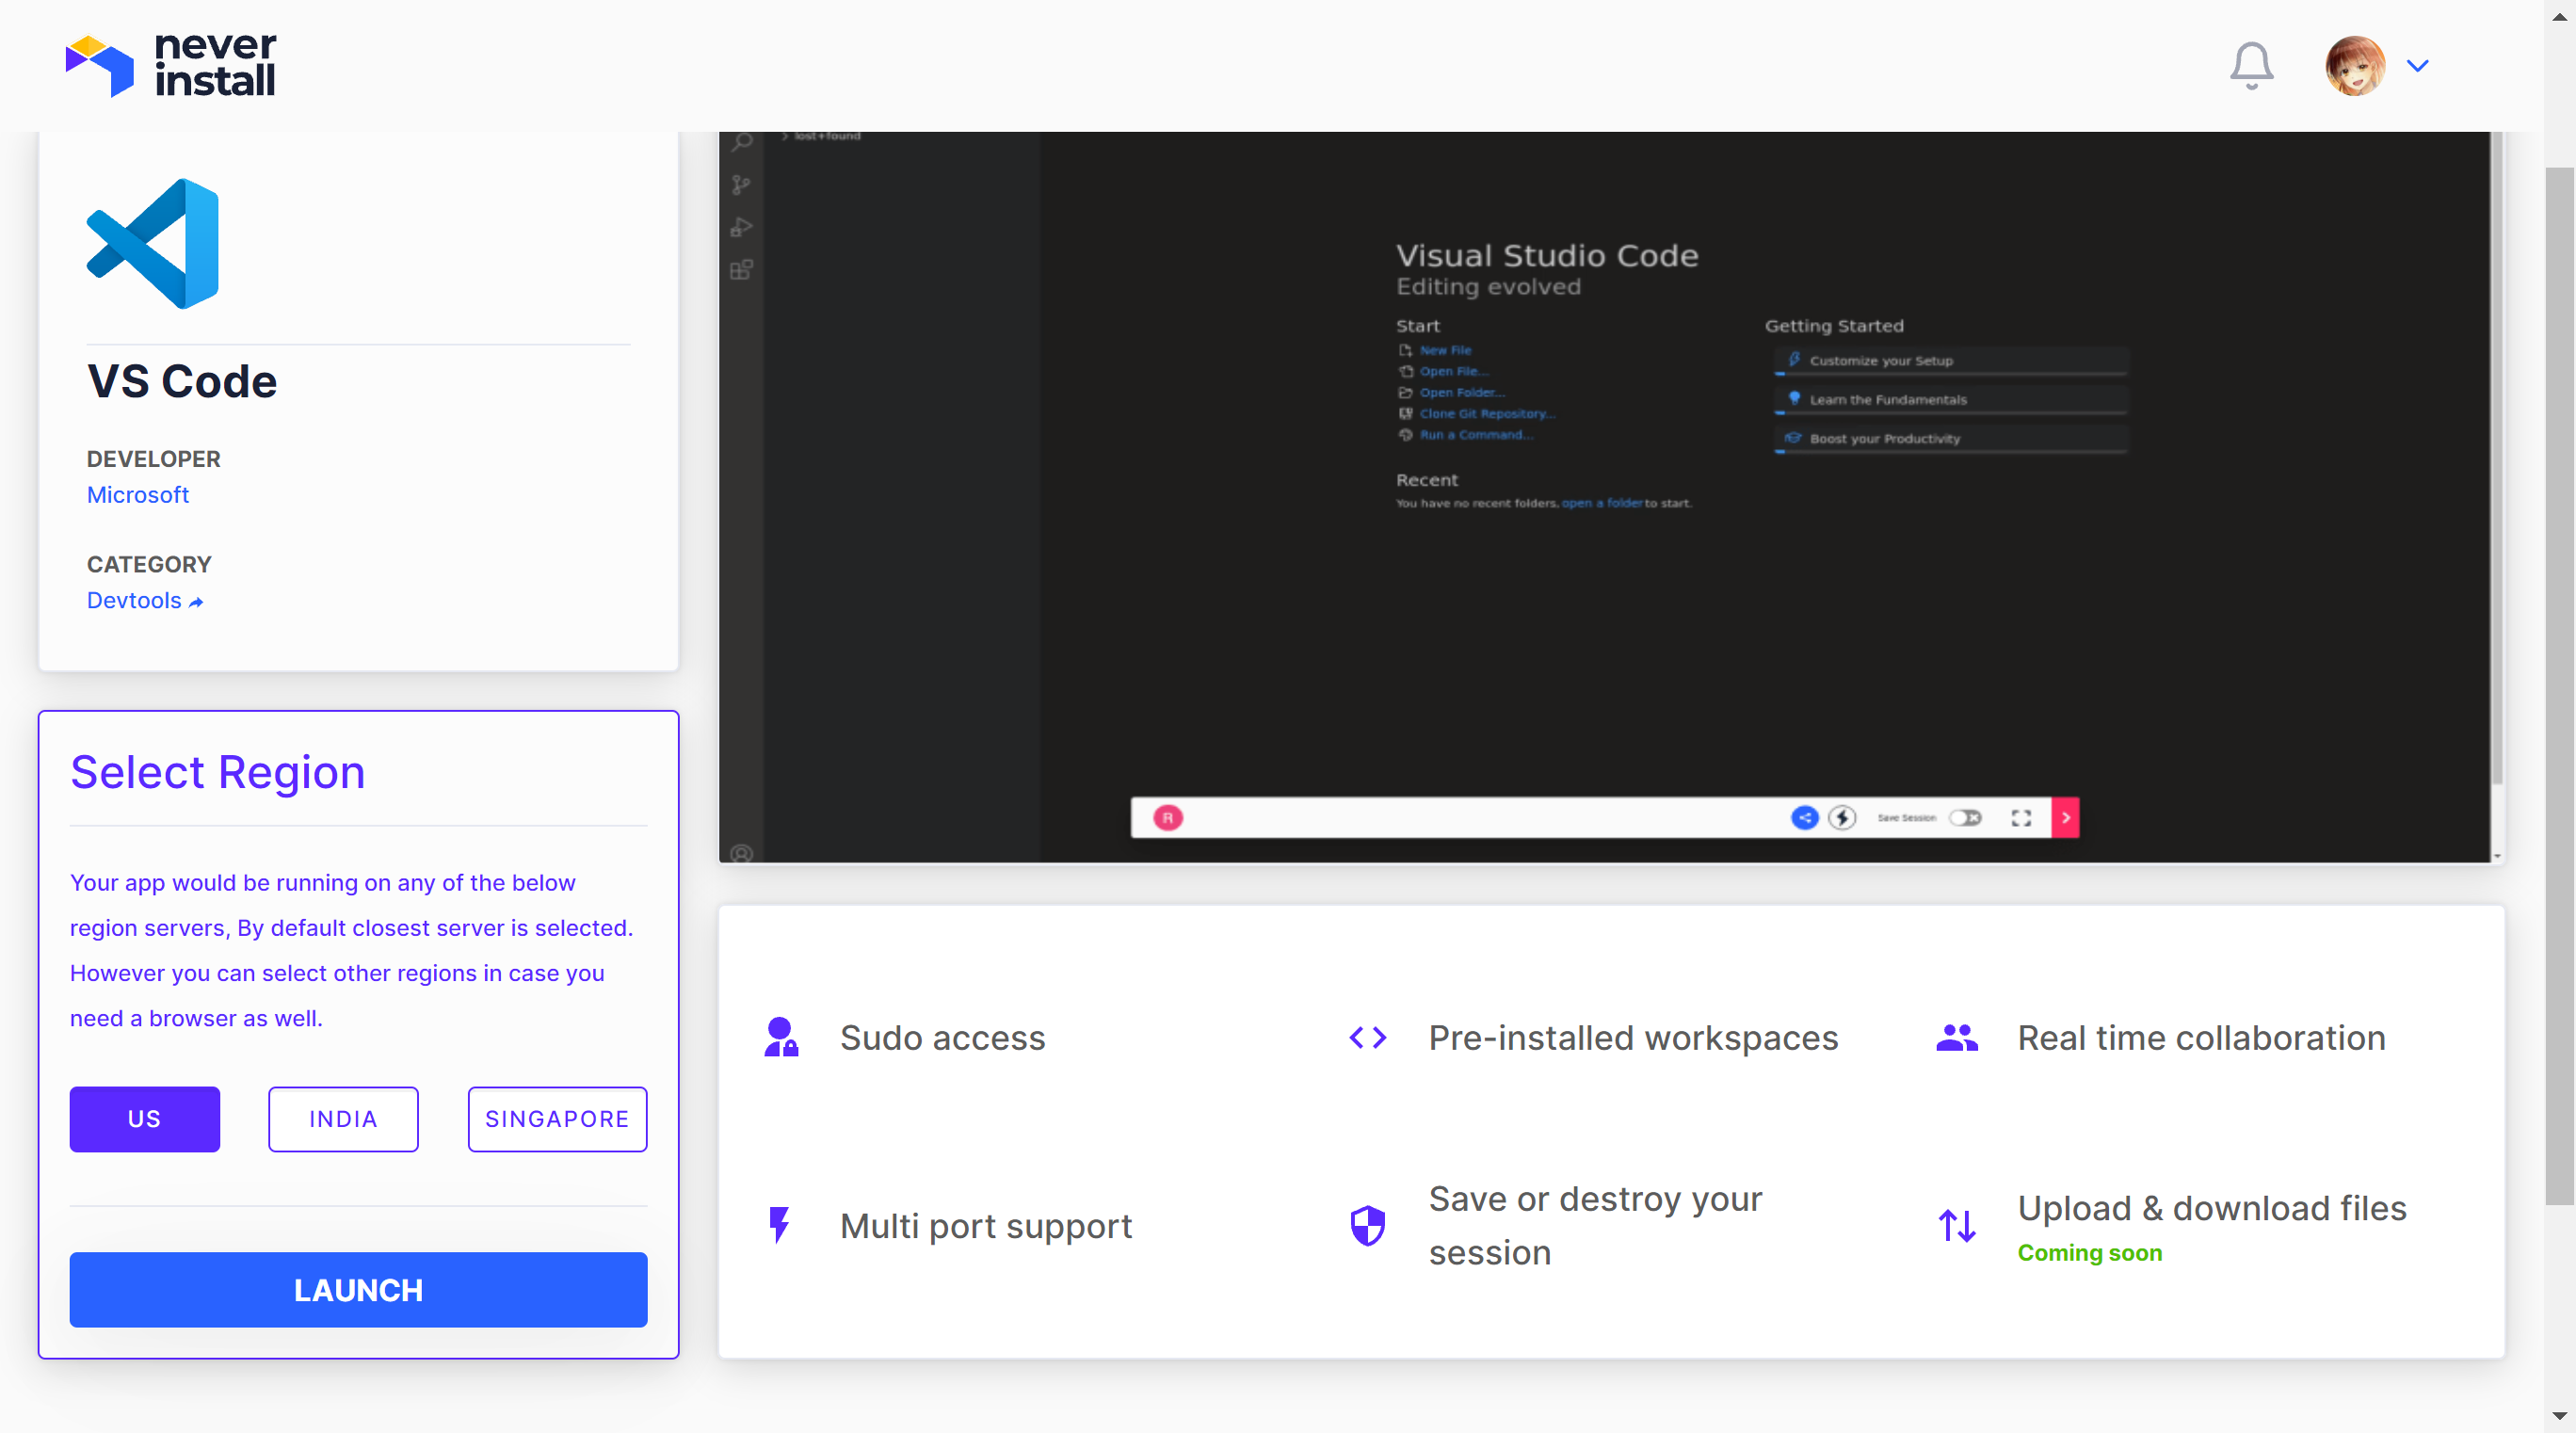 never
install
VS Code
DEVELOPER
Microsoft
CATEGORY
Devtools
Select Region
Your app would be running on any of the below
region servers, By default closest server is selected.
However you can select other regions in case you
need a browser as well.
US
INDIA
SINGAPORE
LAUNCH
lost+found
Visual Studio Code
Editing evolved
Start
New File
Open File...
Open Folder...
Clone Git Repository...
Run a Command...
Getting Started
Customize your Setup
Learn the Fundamentals
Boost your Productivity
Recent
You have no recent folders, open a folder to start.
R
Save Session
Sudo access
Pre-installed workspaces
Real time collaboration
Multi port support
Save or destroy your
session
Upload & download files
Coming soon